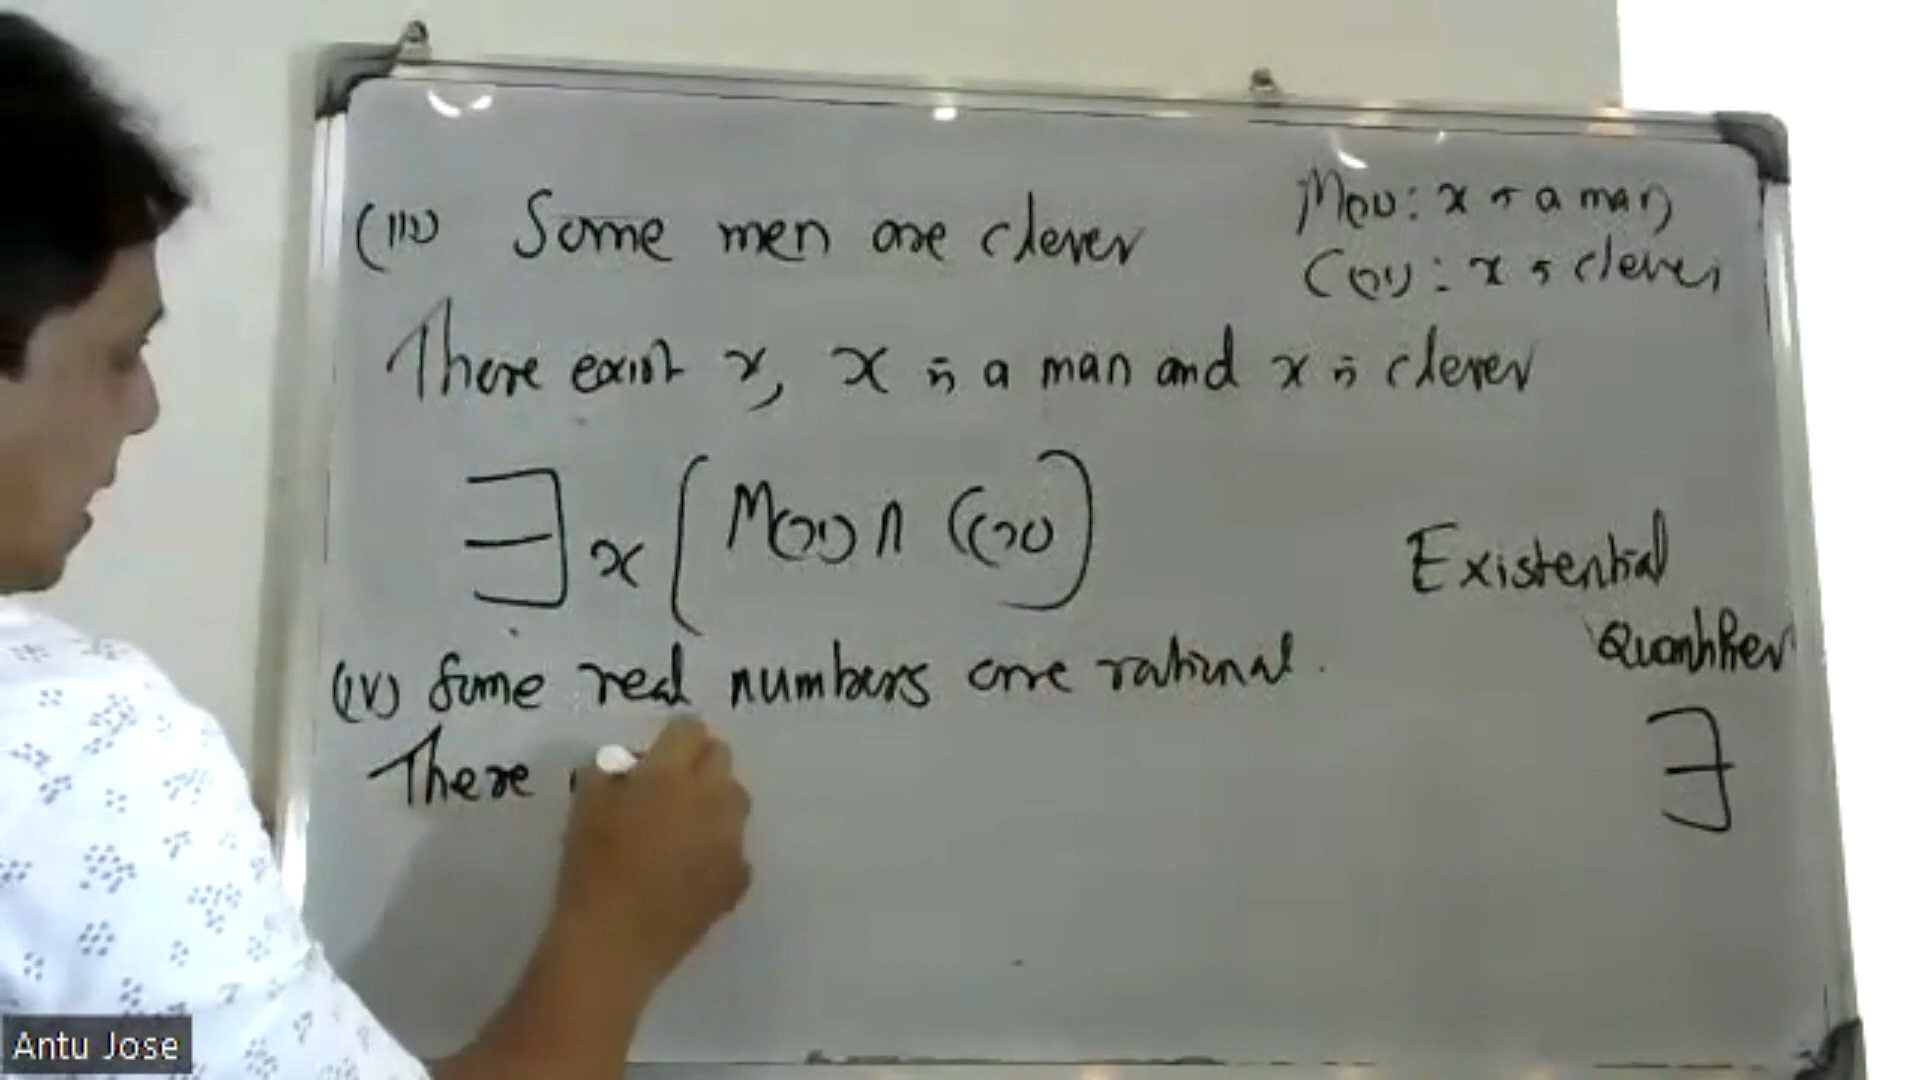 (iii) Some men are clever
M(x): x is a man
C(x): x is clever
There exist x, x is a man and x is clever
∃x (M(x) ∧ C(x))
Existential
Quantifier
∃
(iv) Some real numbers are rational.
There
Antu Jose